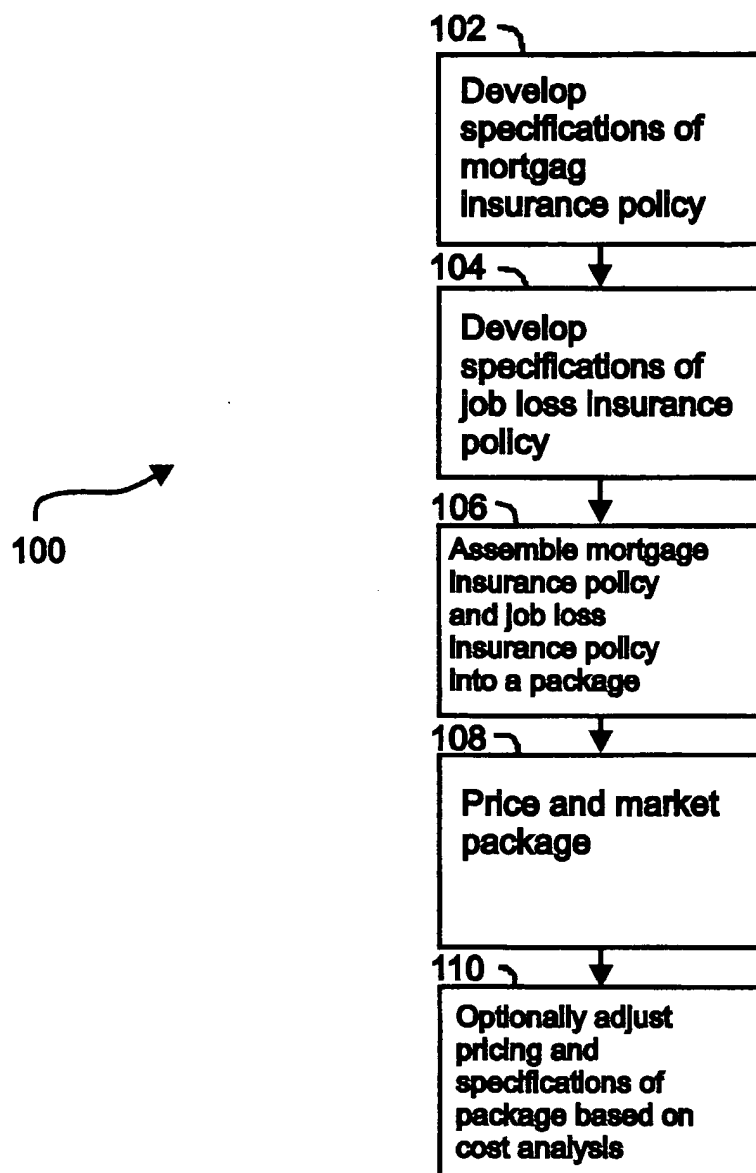 102
Develop
specifications of
mortgag
insurance policy
104
Develop
specifications of
job loss insurance
policy
100
106
Assemble mortgage
insurance policy
and job loss
insurance policy
into a package
108
Price and market
package
110
Optionally adjust
pricing and
specifications of
package based on
cost analysis